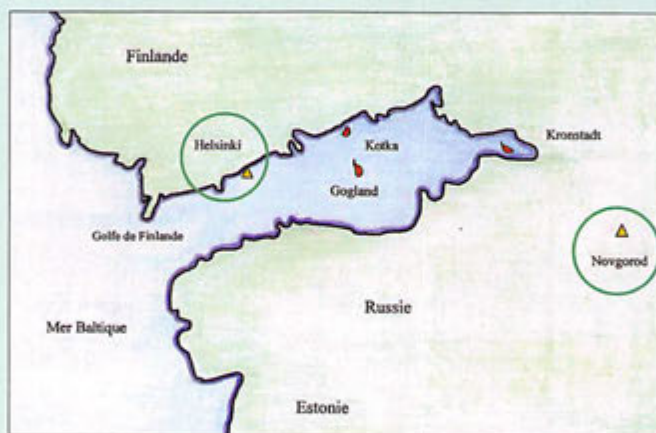 Finlande
Helsinki
Kotka
Kronstadt
Gogland
Golfe de Finlande
Novgorod
Russie
Mer Baltique
Estonie